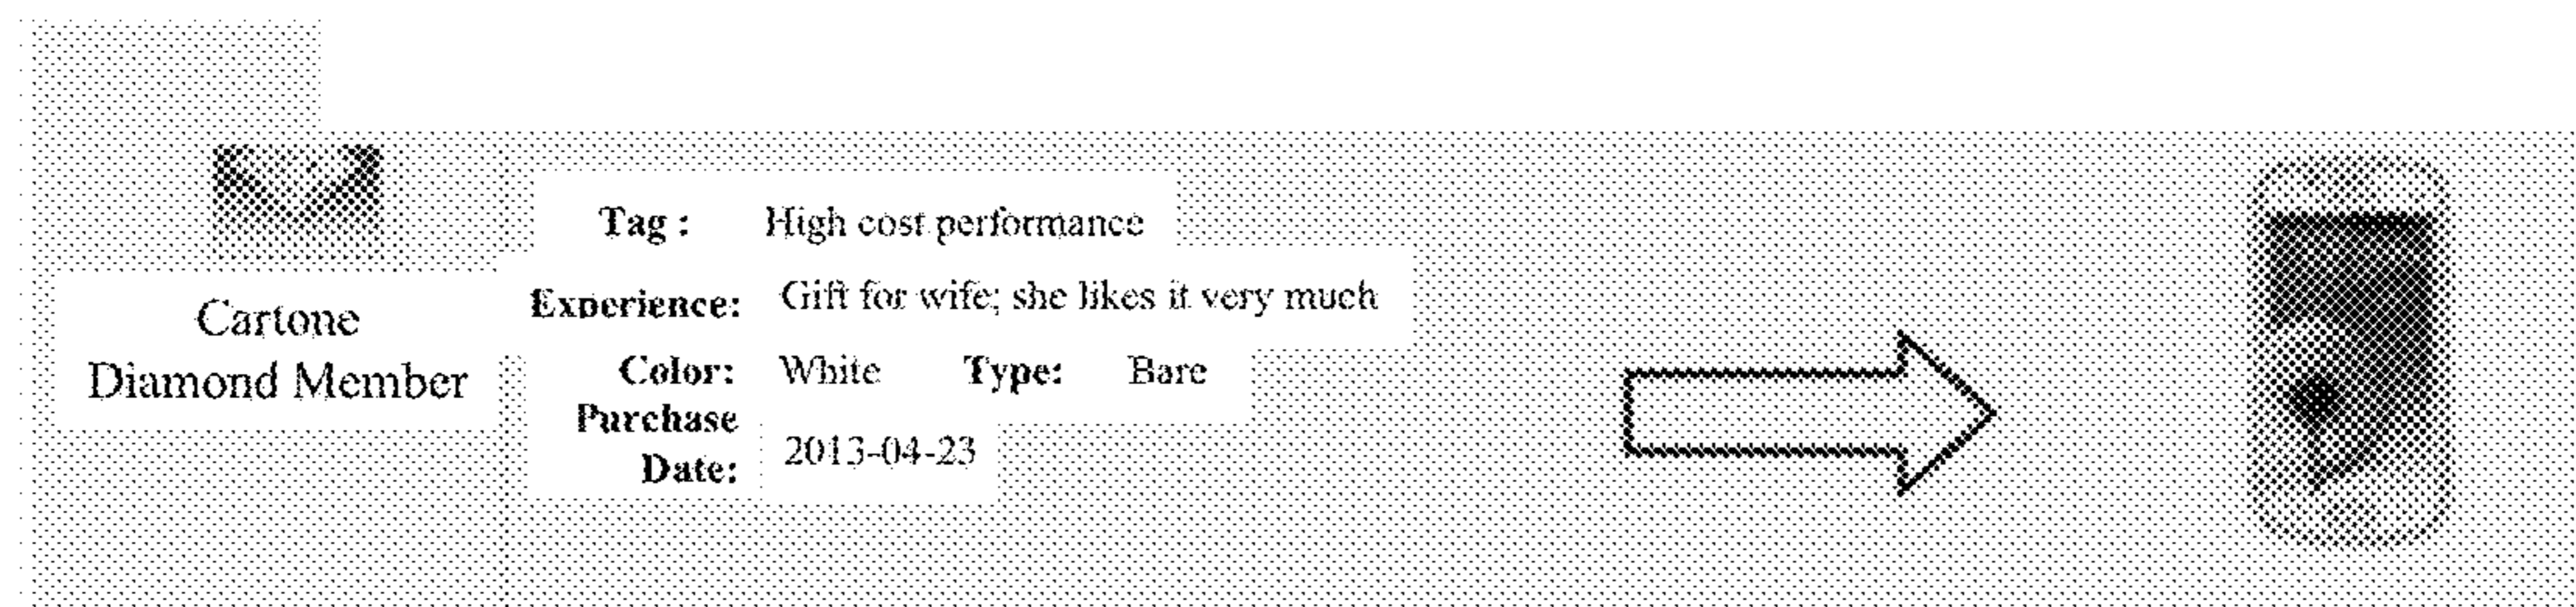 Cartone
Diamond Member
Tag : High cost performance
Experience: Gift for wife; she likes it very much
Color: White Type: Bare
Purchase
Date: 2013-04-23